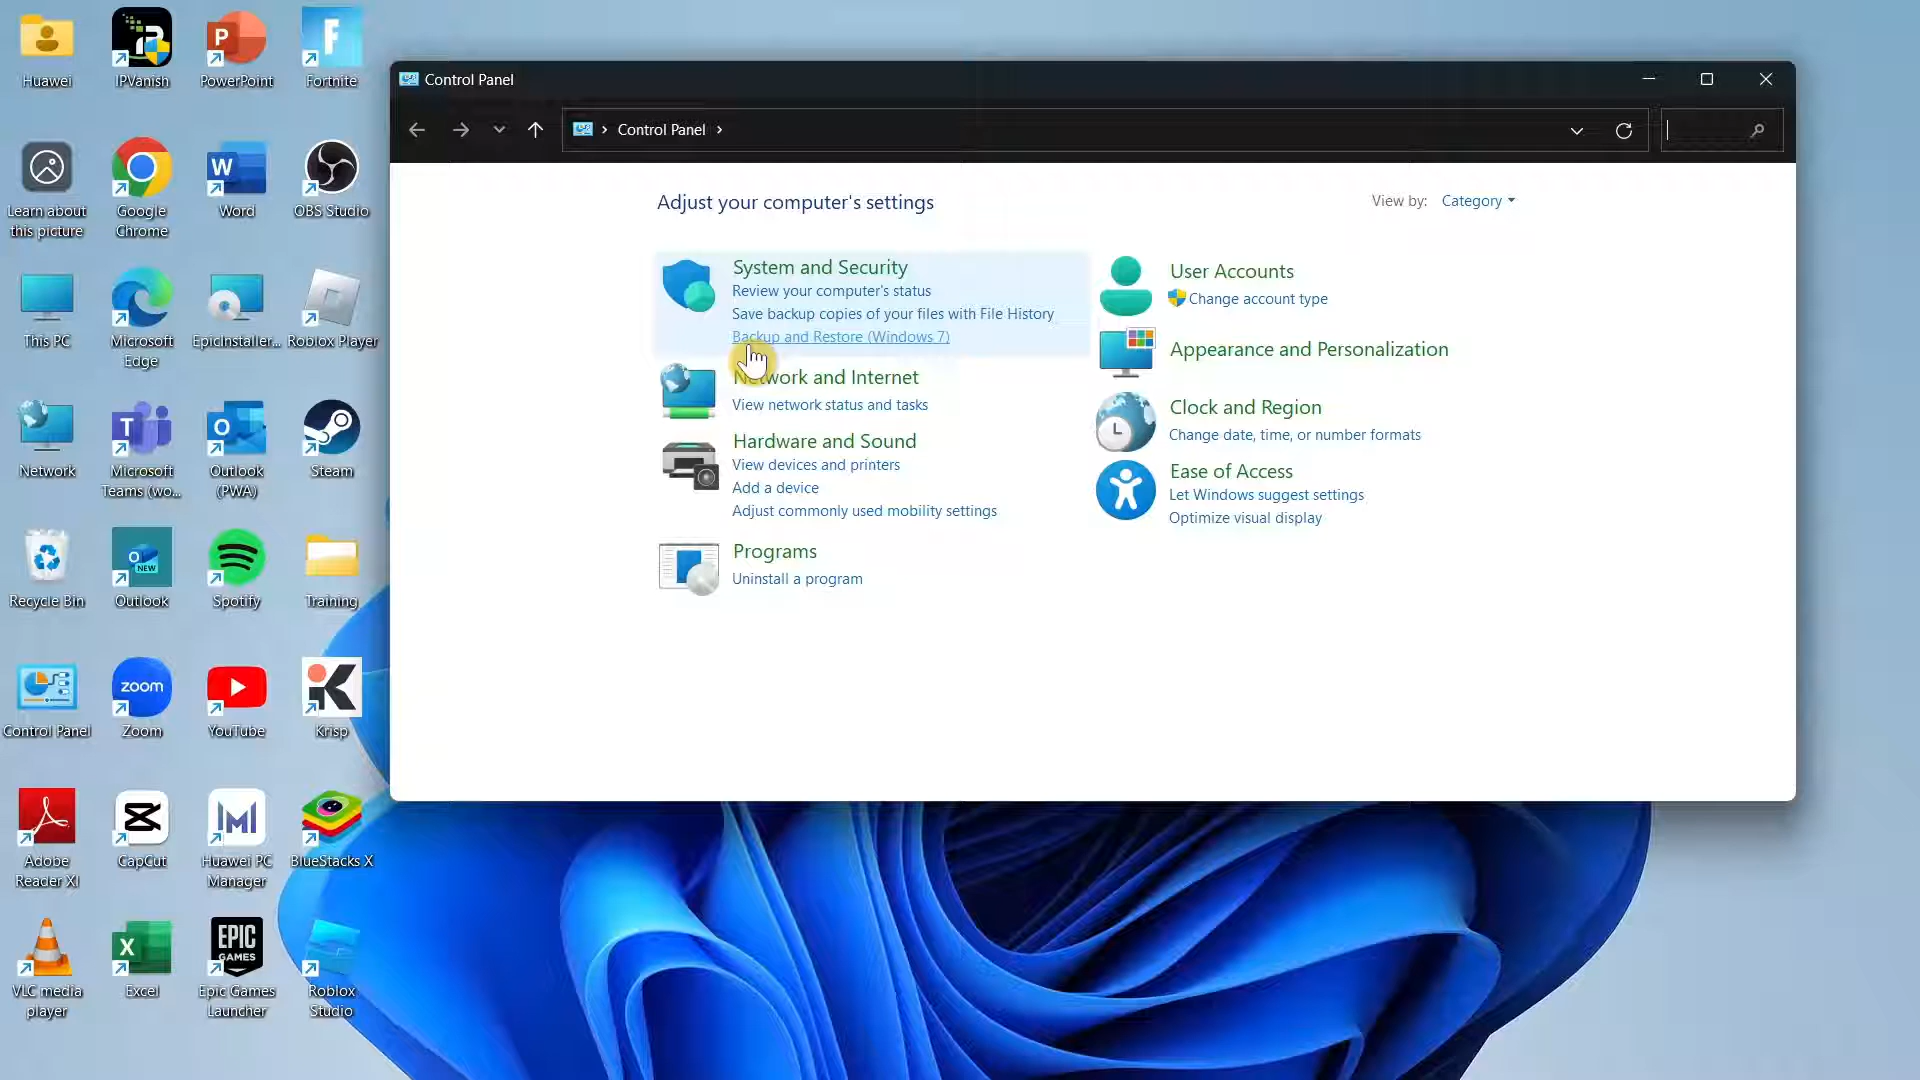 Huawei
IPVanish
PowerPoint
Fortnite
Learn about
this picture
Google
Chrome
Word
OBS Studio
This PC
Microsoft
Edge
EpicInstaller...
Roblox Player
Network
Microsoft
Teams (wo...
Outlook
(PWA)
Steam
Recycle Bin
Outlook
Spotify
Training
Control Panel
Zoom
YouTube
Krisp
Adobe
Reader XI
CapCut
Huawei PC
Manager
BlueStacks X
VLC media
player
Excel
Epic Games
Launcher
Roblox
Studio
P
F
W
T
O
O
NEW
zoom
X
EPIC
GAMES
Control Panel
Control Panel
Adjust your computer's settings
View by: Category
System and Security
Review your computer's status
Save backup copies of your files with File History
Backup and Restore (Windows 7)
Network and Internet
View network status and tasks
Hardware and Sound
View devices and printers
Add a device
Adjust commonly used mobility settings
Programs
Uninstall a program
User Accounts
Change account type
Appearance and Personalization
Clock and Region
Change date, time, or number formats
Ease of Access
Let Windows suggest settings
Optimize visual display